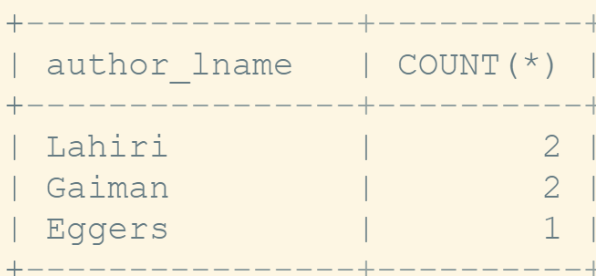 +-----------------+----------+
| author_lname | COUNT(*) |
+-----------------+----------+
| Lahiri | 2 |
| Gaiman | 2 |
| Eggers | 1 |
+-----------------+----------+